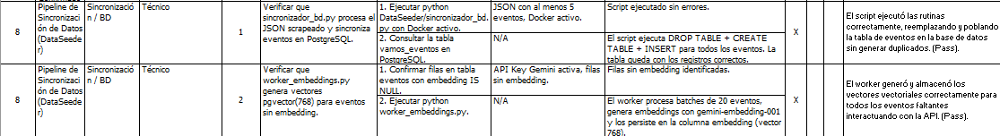 8
Pipeline de
Sincronizaci
ón de Datos
(DataSeede
r)
Sincronizació
n / BD
Técnico
1
Verificar que
sincronizador_bd.py procesa el
JSON scrapeado y sincroniza
eventos en PostgreSQL.
1. Ejecutar python
DataSeeder/sincronizador_bd.
py con Docker activo.
JSON con al menos 5
eventos, Docker activo.
Script ejecutado sin errores.
2. Consultar la tabla
vamos_eventos en
PostgreSQL.
N/A
El script ejecuta DROP TABLE + CREATE
TABLE + INSERT para todos los eventos. La
tabla queda con los registros correctos.
X
El script ejecutó las rutinas
correctamente, reemplazando y poblando
la tabla de eventos en la base de datos
sin generar duplicados. (Pass).
8
Pipeline de
Sincronizaci
ón de Datos
(DataSeede
r)
Sincronizació
n / BD
Técnico
2
Verificar que
worker_embeddings.py
genera vectores
pgvector(768) para eventos
sin embedding.
1. Confirmar filas en tabla
eventos con embedding IS
NULL.
API Key Gemini activa, filas
sin embedding.
Filas sin embedding identificadas.
2. Ejecutar python
worker_embeddings.py.
N/A
El worker procesa batches de 20 eventos,
genera embeddings con gemini-embedding-001
y los persiste en la columna embedding (vector
768).
X
El worker generó y almacenó los
vectores vectoriales correctamente para
todos los eventos faltantes
interactuando con la API. (Pass).